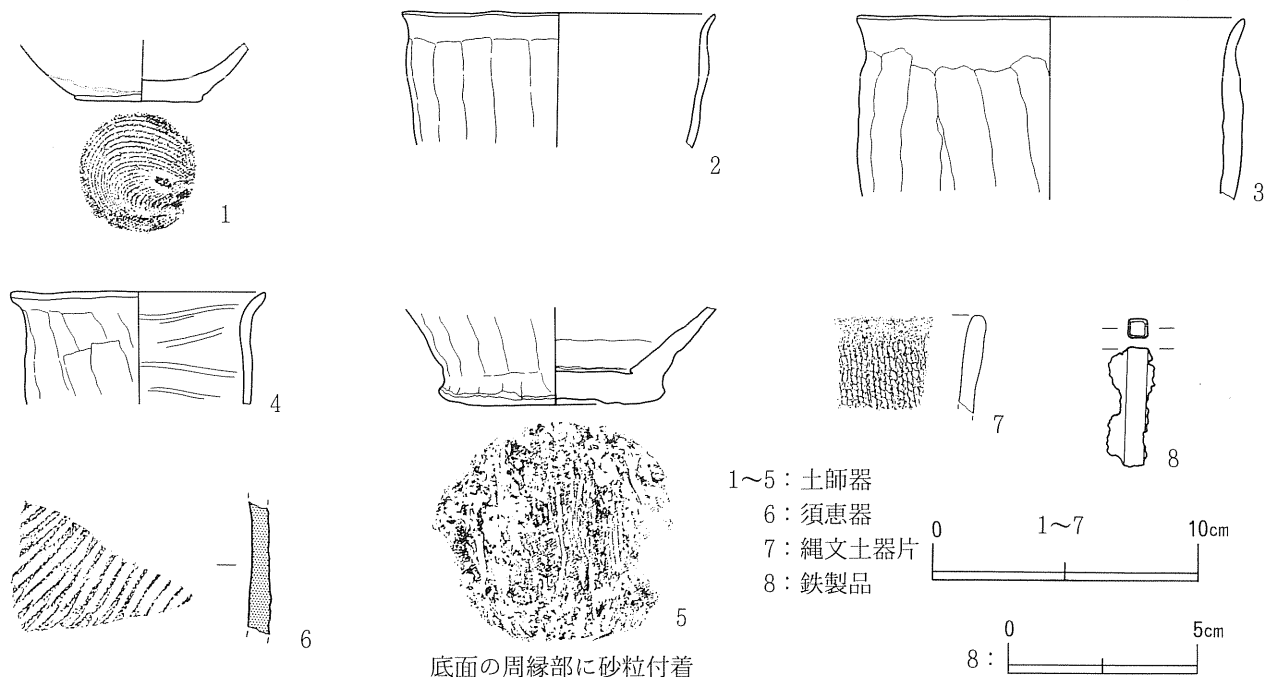 1
2
3
4
5
6
7
8
底面の周縁部に砂粒付着
1～5：土師器
6：須恵器
7：縄文土器片
8：鉄製品
0 1～7 10cm
8： 0 5cm